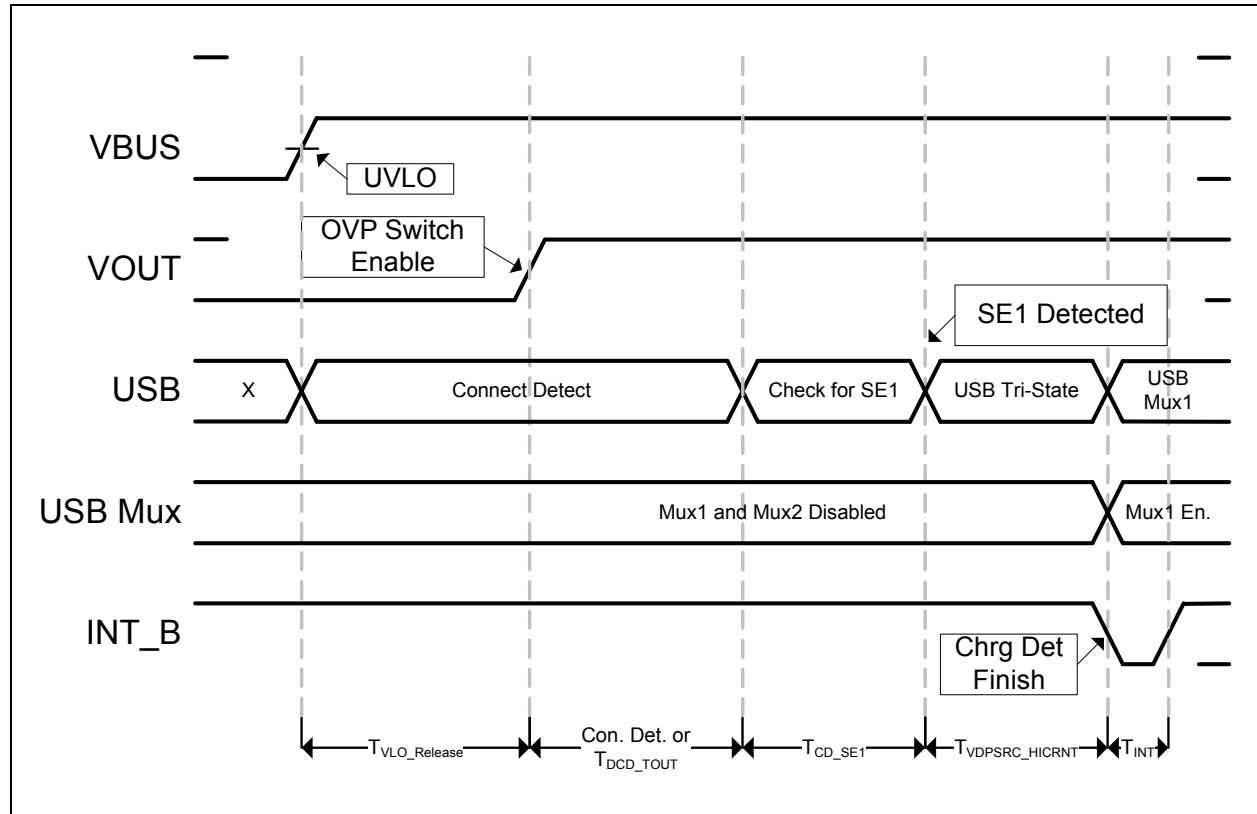 VBUS
UVLO
OVP Switch
Enable
VOUT
SE1 Detected
USB
X
Connect Detect
Check for SE1
USB Tri-State
USB
Mux1
USB Mux
Mux1 and Mux2 Disabled
Mux1 En.
INT_B
Chrg Det
Finish
TVLO_Release
Con. Det. or
TDCD_TOUT
TCD_SE1
TVDPSRC_HICRNT
TINT